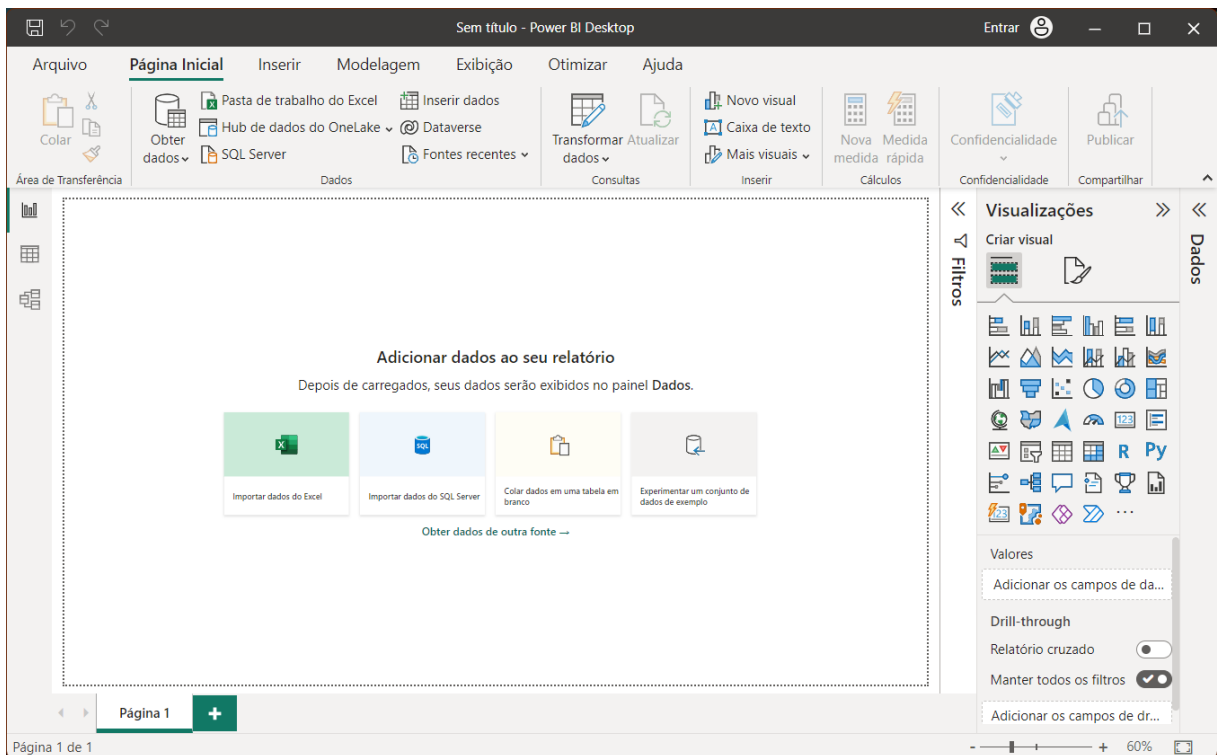 Sem título - Power BI Desktop
Entrar
Arquivo Página Inicial Inserir Modelagem Exibição Otimizar Ajuda
Colar
Área de Transferência
Obter dados
Pasta de trabalho do Excel
Hub de dados do OneLake
SQL Server
Inserir dados
Dataverse
Fontes recentes
Dados
Transformar dados
Atualizar
Consultas
Novo visual
Caixa de texto
Mais visuais
Inserir
Nova medida
Medida rápida
Cálculos
Confidencialidade
Confidencialidade
Publicar
Compartilhar
Adicionar dados ao seu relatório
Depois de carregados, seus dados serão exibidos no painel Dados.
X
SQL
Importar dados do Excel
Importar dados do SQL Server
Colar dados em uma tabela em
branco
Experimentar um conjunto de
dados de exemplo
Obter dados de outra fonte →
Filtros
Visualizações
Criar visual
123
R Py
123
...
Valores
Adicionar os campos de da...
Drill-through
Relatório cruzado
Manter todos os filtros
Adicionar os campos de dr...
Dados
Página 1
+
Página 1 de 1
- + 60%